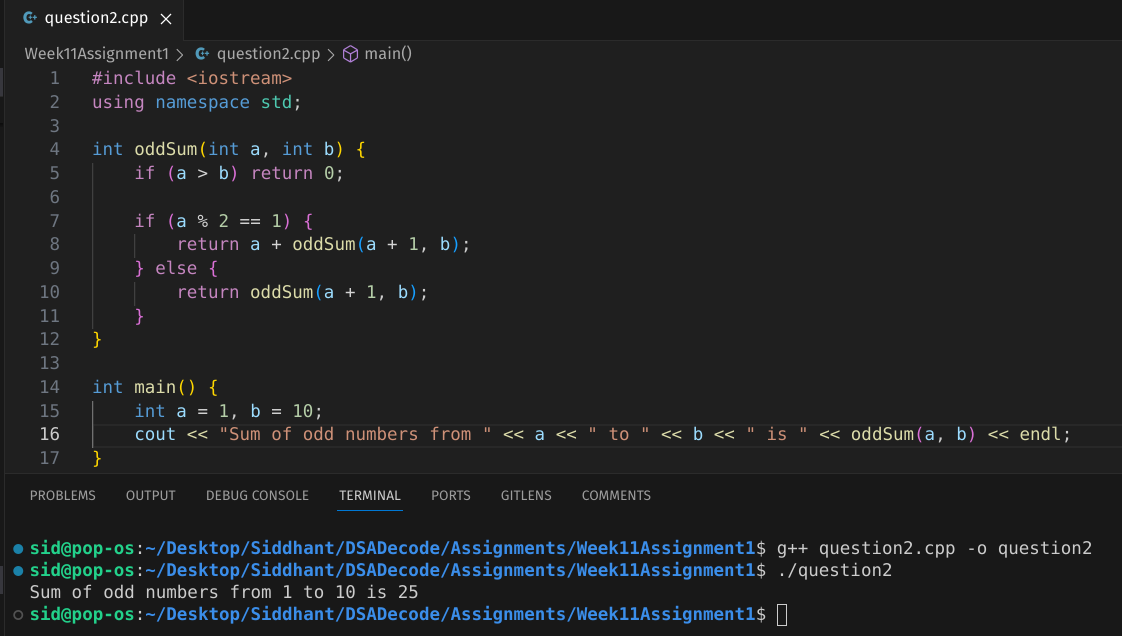 question2.cpp
Week11Assignment1 > question2.cpp > main()
1 #include <iostream>
2 using namespace std;
3
4 int oddSum(int a, int b) {
5     if (a > b) return 0;
6
7     if (a % 2 == 1) {
8         return a + oddSum(a + 1, b);
9     } else {
10         return oddSum(a + 1, b);
11     }
12 }
13
14 int main() {
15     int a = 1, b = 10;
16     cout << "Sum of odd numbers from " << a << " to " << b << " is " << oddSum(a, b) << endl;
17 }
PROBLEMS OUTPUT DEBUG CONSOLE TERMINAL PORTS GITLENS COMMENTS
sid@pop-os:~/Desktop/Siddhant/DSADecode/Assignments/Week11Assignment1$ g++ question2.cpp -o question2
sid@pop-os:~/Desktop/Siddhant/DSADecode/Assignments/Week11Assignment1$ ./question2
Sum of odd numbers from 1 to 10 is 25
sid@pop-os:~/Desktop/Siddhant/DSADecode/Assignments/Week11Assignment1$